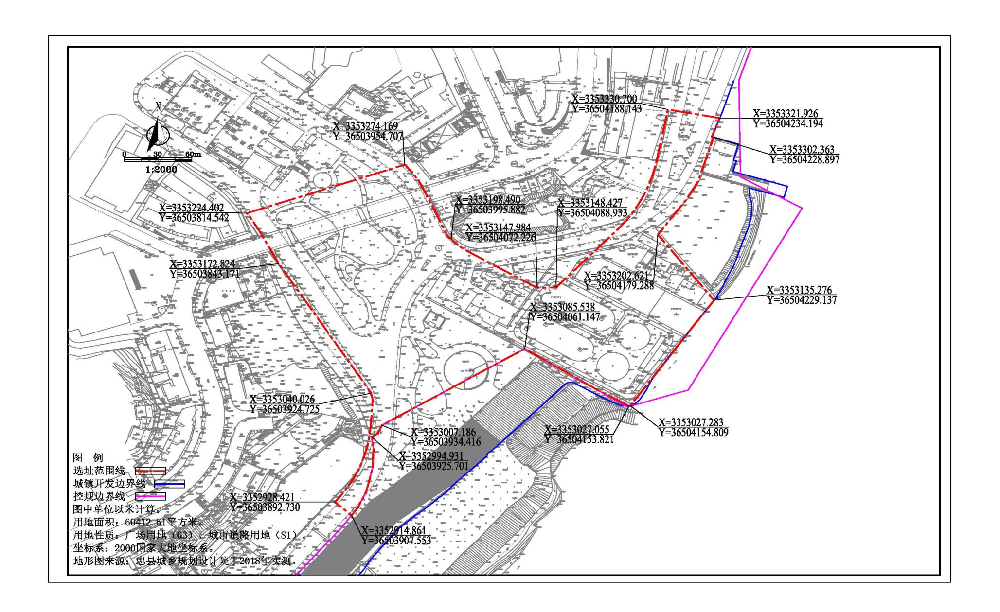 X=3353330.700
Y=36504188.143
N
X=3353321.926
Y=36504234.194
X=3353274.169
Y=36503954.707
X=3353302.363
Y=36504228.897
0 30 60m
1:2000
X=3353198.490
Y=36503995.882
X=3353148.427
Y=36504088.933
X=3353224.402
Y=36503814.542
X=3353147.984
Y=36504072.226
X=3353172.824
Y=36503843.171
X=3353202.621
Y=36504179.288
X=3353135.276
Y=36504229.137
X=3353085.538
Y=36504061.147
X=3353040.026
Y=36503924.725
X=3353007.186
Y=36503934.416
X=3353027.055
Y=36504153.821
X=3353027.283
Y=36504154.809
X=3352994.931
Y=36503925.701
X=3352928.421
Y=36503892.730
X=3352914.861
Y=36503907.553
图 例
选址范围线
城镇开发边界线
控规边界线
图中单位以米计算。
用地面积：60412.51平方米。
用地性质：广场用地（G3）、城市道路用地（S1）。
坐标系：2000国家大地坐标系。
地形图来源：忠县城乡规划设计院于2018年实测。